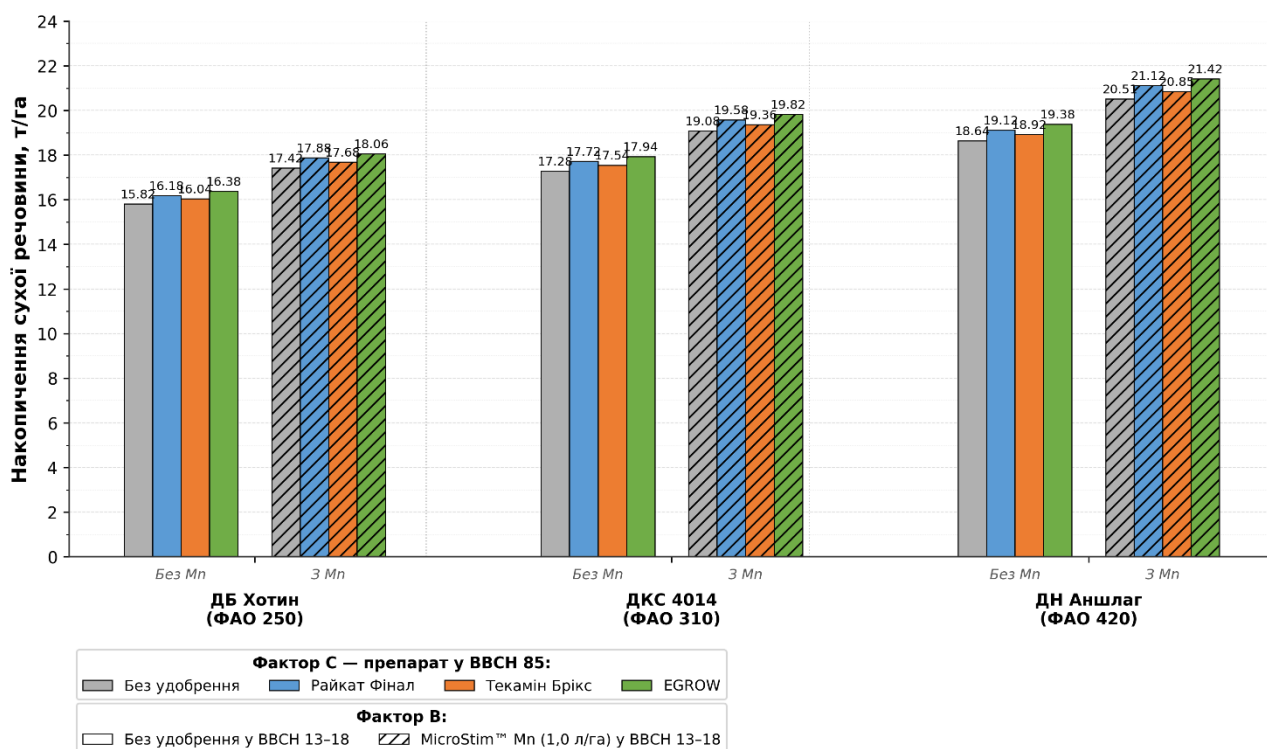 Накопичення сухої речовини, т/га
24
22
20
18
16
14
12
10
8
6
4
2
0
15.82 16.18 16.04 16.38
17.42 17.88 17.68 18.06
17.28 17.72 17.54 17.94
19.08 19.58 19.36 19.82
18.64 19.12 18.92 19.38
20.51 21.12 20.85 21.42
Без Mn З Mn Без Mn З Mn Без Mn З Mn
ДБ Хотин ДКС 4014 ДН Аншлаг
(ФАО 250) (ФАО 310) (ФАО 420)
Фактор С — препарат у ВВСН 85:
Без удобрення Райкат Фінал Текамін Брікс EGROW
Фактор В:
Без удобрення у ВВСН 13–18 MicroStim™ Mn (1,0 л/га) у ВВСН 13–18